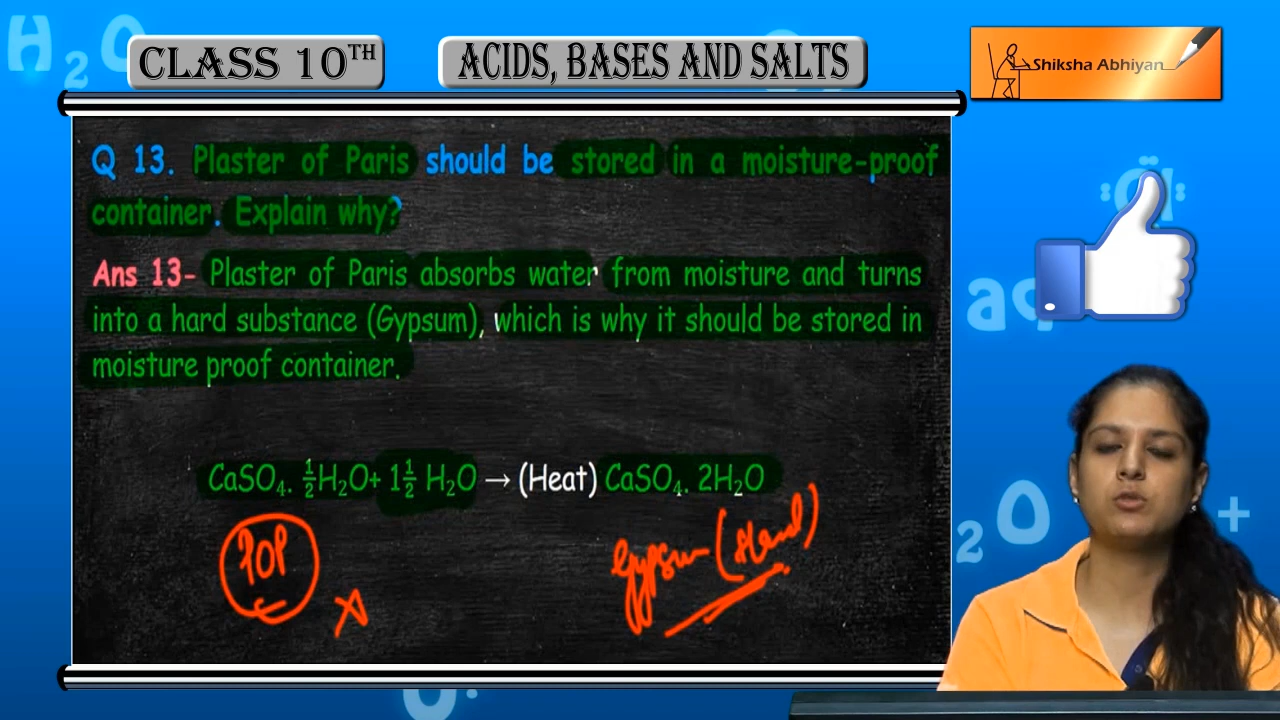 H₂O
CLASS 10TH
ACIDS, BASES AND SALTS
Shiksha Abhiyan
Q 13. Plaster of Paris should be stored in a moisture-proof
container. Explain why?
Ans 13- Plaster of Paris absorbs water from moisture and turns
into a hard substance (Gypsum), which is why it should be stored in
moisture proof container.
CaSO₄. ½H₂O+ 1½ H₂O → (Heat) CaSO₄. 2H₂O
POP
Gypsum (Hard)
aq
₂O +